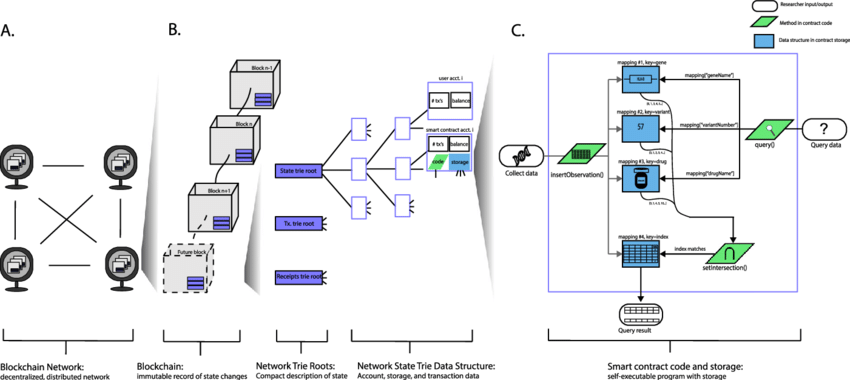 A.
B.
C.
Researcher input/output
Method in contract code
Data structure in contract storage
Block n-1
Block n
Block n+1
Future block
State trie root
Tx. trie root
Receipts trie root
user acct. i
# tx's
balance
smart contract acct. i
# tx's
balance
code
storage
Collect data
insertObservation()
mapping #1, key=gene
mapping #2, key=variant
57
mapping #3, key=drug
mapping #4, key=index
mapping["geneName"]
mapping["variantNumber"]
mapping["drugName"]
query()
?
Query data
index matches
setIntersection()
Query result
Blockchain Network:
decentralized, distributed network
Blockchain:
immutable record of state changes
Network Trie Roots:
Compact description of state
Network State Trie Data Structure:
Account, storage, and transaction data
Smart contract code and storage:
self-executable program with storage